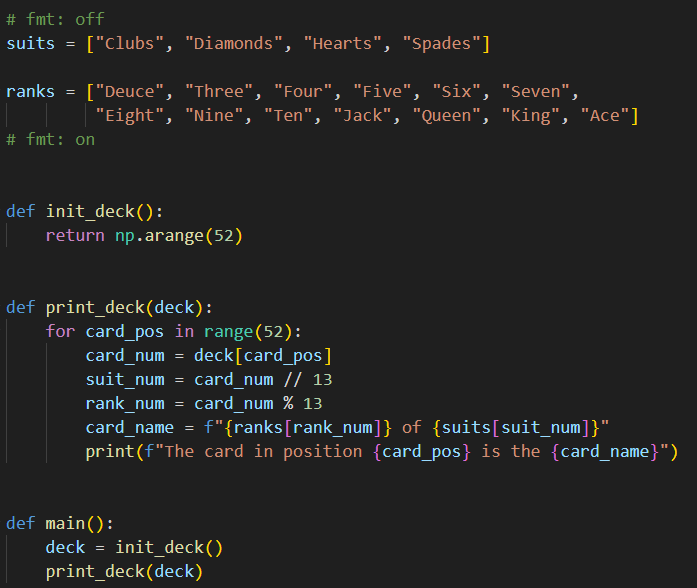 # fmt: off
suits = ["Clubs", "Diamonds", "Hearts", "Spades"]
ranks = ["Deuce", "Three", "Four", "Five", "Six", "Seven",
"Eight", "Nine", "Ten", "Jack", "Queen", "King", "Ace"]
# fmt: on
def init_deck():
return np.arange(52)
def print_deck(deck):
for card_pos in range(52):
card_num = deck[card_pos]
suit_num = card_num // 13
rank_num = card_num % 13
card_name = f"{ranks[rank_num]} of {suits[suit_num]}"
print(f"The card in position {card_pos} is the {card_name}")
def main():
deck = init_deck()
print_deck(deck)